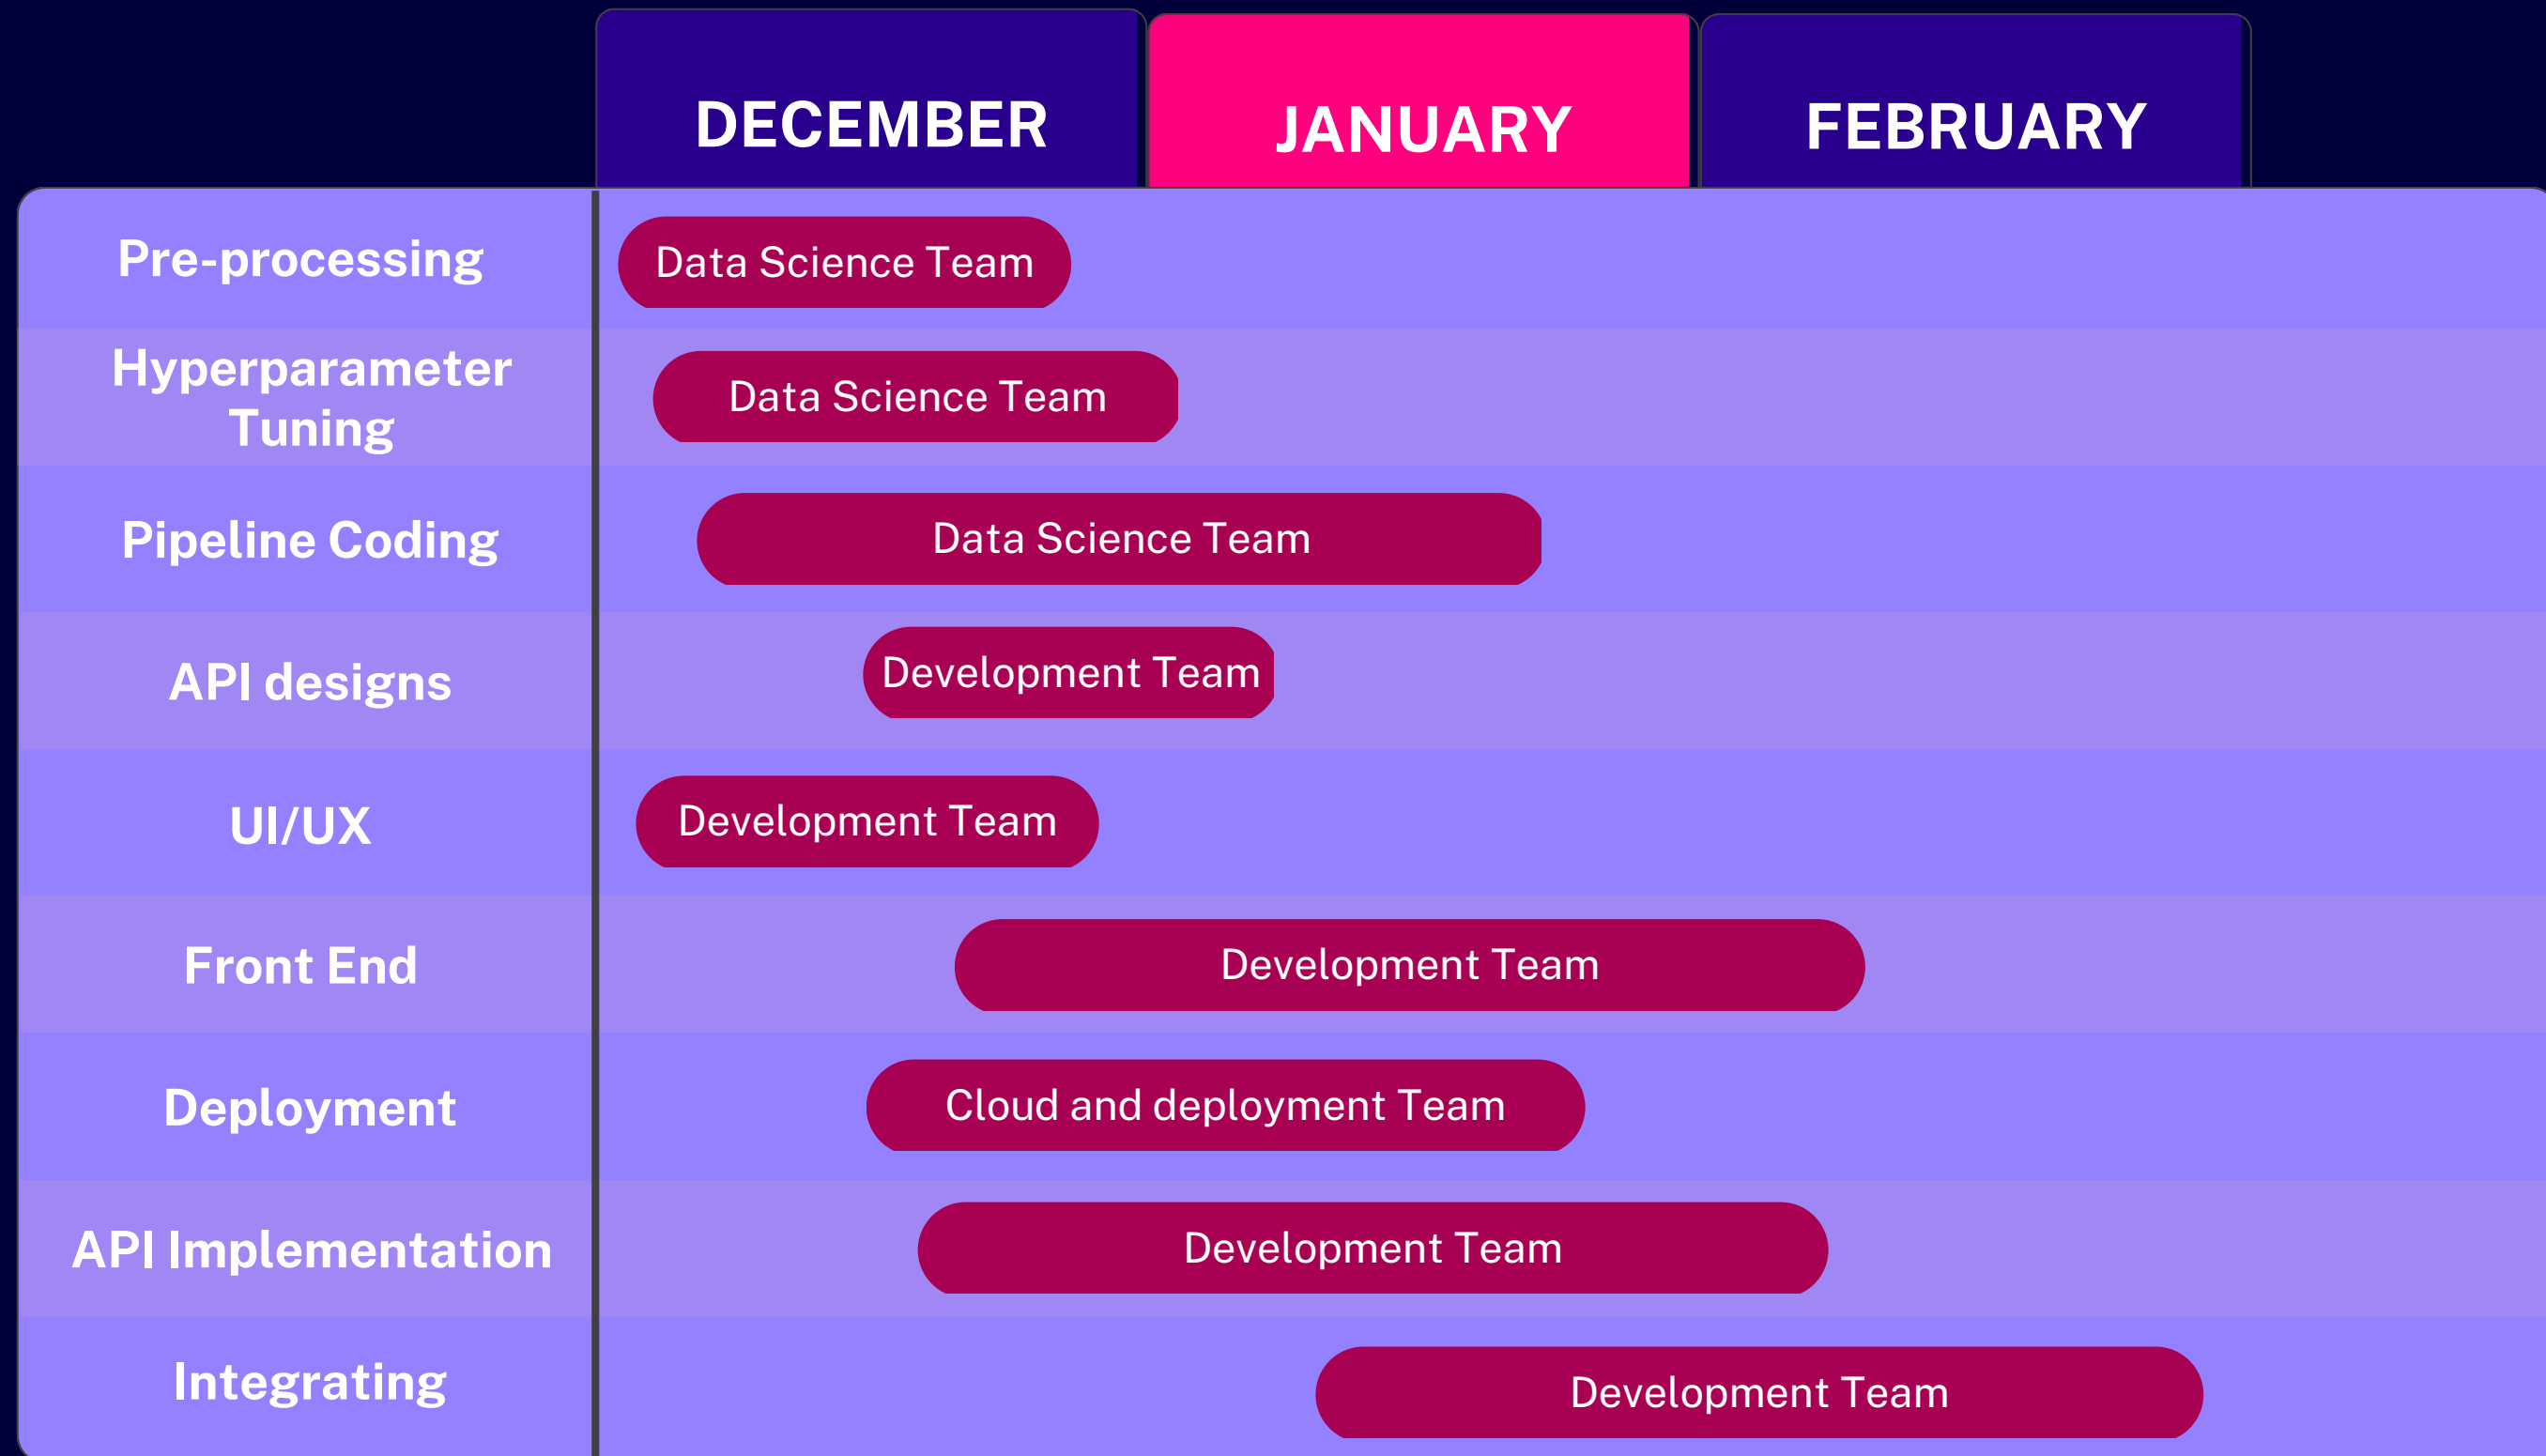 DECEMBER
JANUARY
FEBRUARY
Pre-processing
Data Science Team
Hyperparameter
Tuning
Data Science Team
Pipeline Coding
Data Science Team
API designs
Development Team
UI/UX
Development Team
Front End
Development Team
Deployment
Cloud and deployment Team
API Implementation
Development Team
Integrating
Development Team